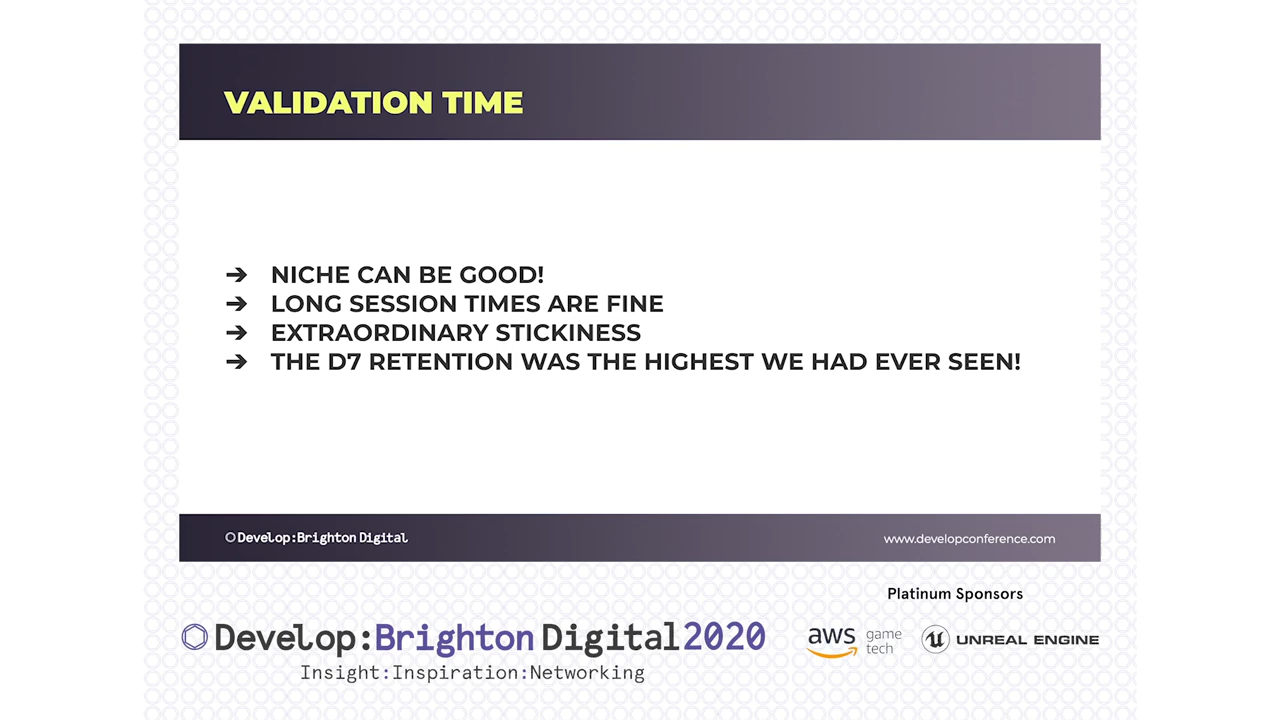 VALIDATION TIME
➔ NICHE CAN BE GOOD!
➔ LONG SESSION TIMES ARE FINE
➔ EXTRAORDINARY STICKINESS
➔ THE D7 RETENTION WAS THE HIGHEST WE HAD EVER SEEN!
Develop:Brighton Digital
www.developconference.com
Platinum Sponsors
Develop:Brighton Digital 2020
Insight:Inspiration:Networking
aws game tech
UNREAL ENGINE